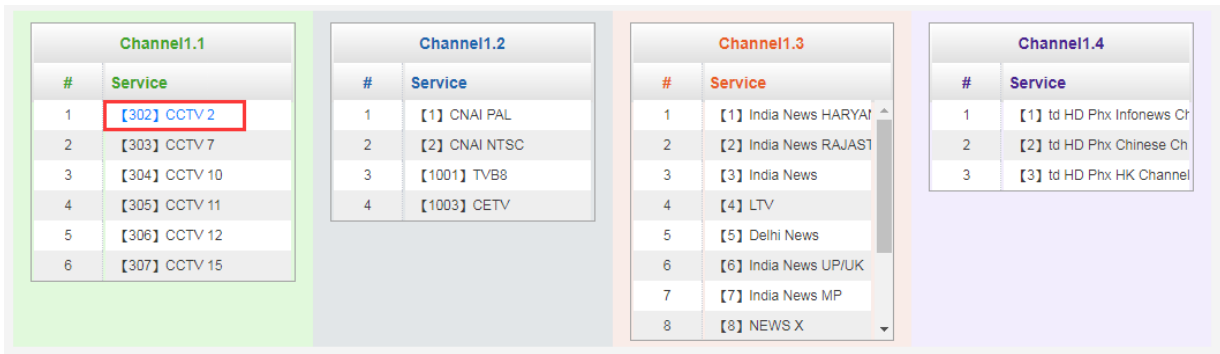 Channel1.1
# Service
1 【302】CCTV 2
2 【303】CCTV 7
3 【304】CCTV 10
4 【305】CCTV 11
5 【306】CCTV 12
6 【307】CCTV 15
Channel1.2
# Service
1 【1】CNAI PAL
2 【2】CNAI NTSC
3 【1001】TVB8
4 【1003】CETV
Channel1.3
# Service
1 【1】India News HARYAN
2 【2】India News RAJAST
3 【3】India News
4 【4】LTV
5 【5】Delhi News
6 【6】India News UP/UK
7 【7】India News MP
8 【8】NEWS X
Channel1.4
# Service
1 【1】td HD Phx Infonews Ch
2 【2】td HD Phx Chinese Ch
3 【3】td HD Phx HK Channel